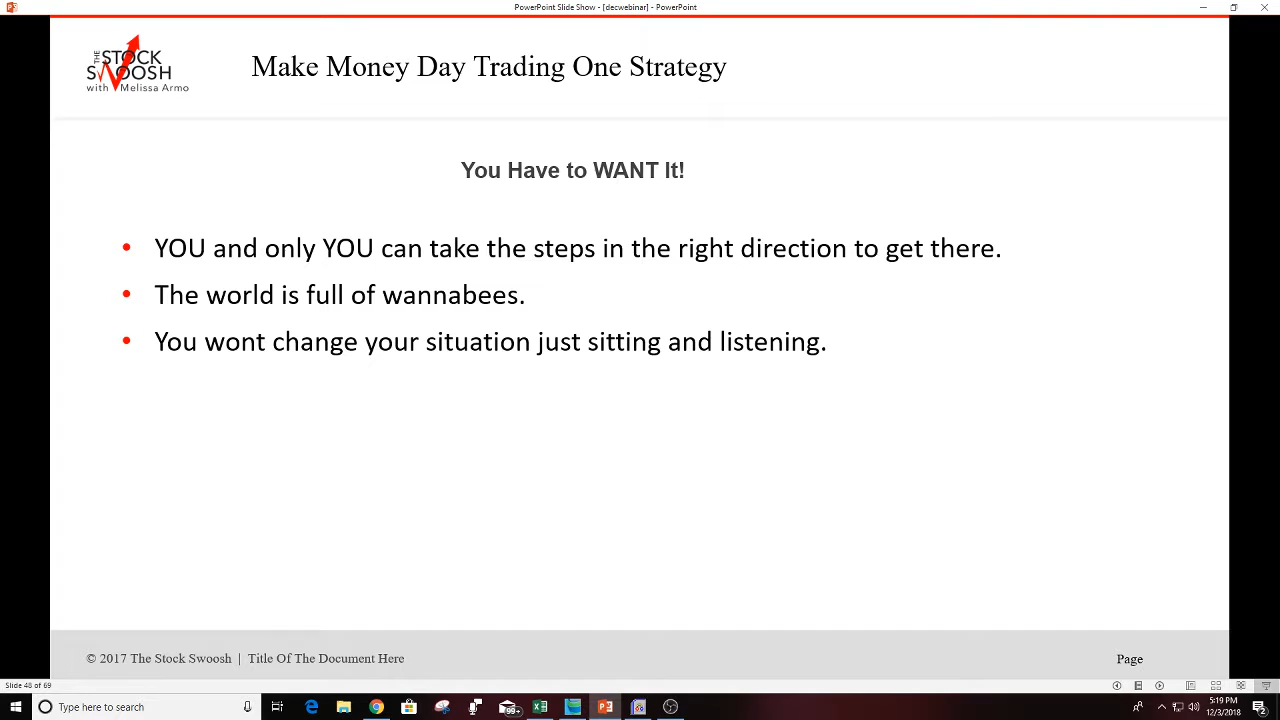 PowerPoint Slide Show - [decwebinar] - PowerPoint
THE STOCK
SWOOSH
with Melissa Armo
Make Money Day Trading One Strategy
You Have to WANT It!
• YOU and only YOU can take the steps in the right direction to get there.
• The world is full of wannabees.
• You wont change your situation just sitting and listening.
© 2017 The Stock Swoosh | Title Of The Document Here
Page
Slide 48 of 69
Type here to search
99+
5:19 PM
12/3/2018
2